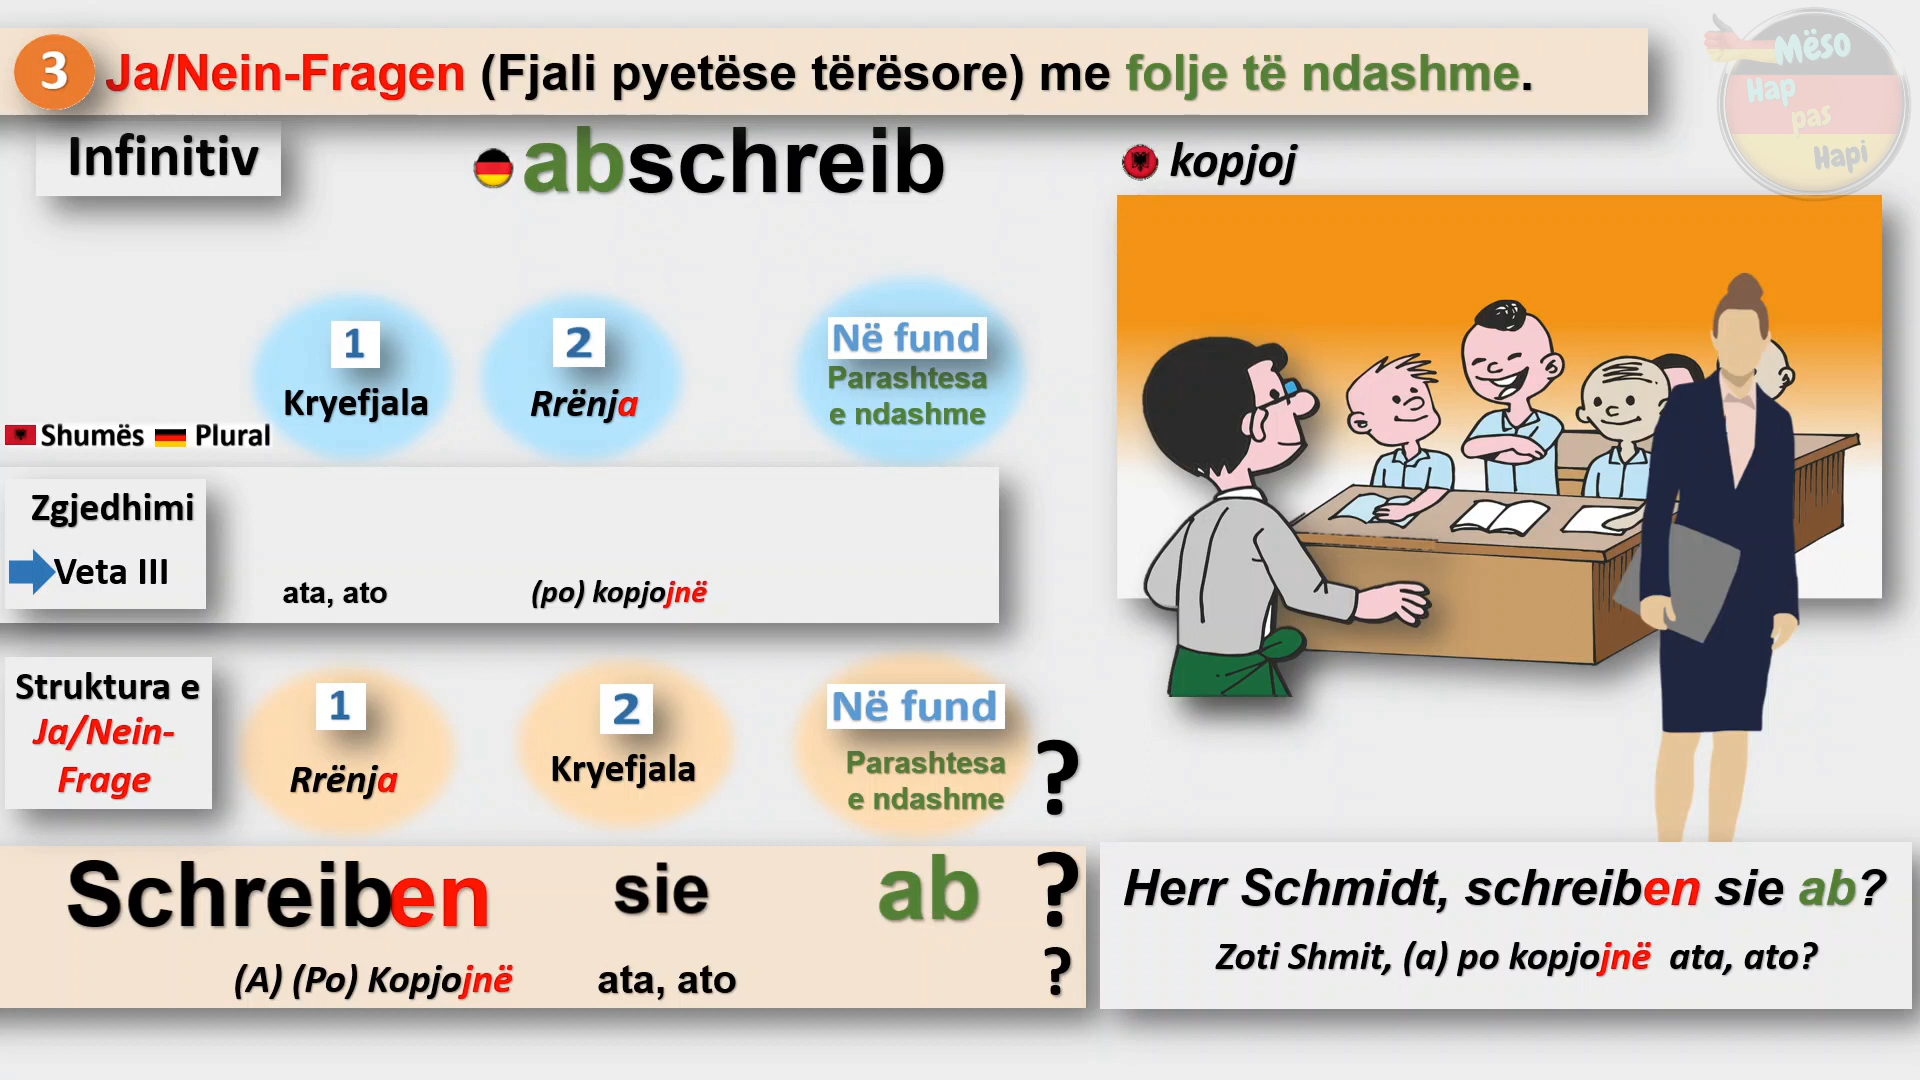 3 Ja/Nein-Fragen (Fjali pyetëse tërësore) me folje të ndashme.
Mëso
Hap
pas
Hapi
Infinitiv
abschreib
kopjoj
1
Kryefjala
2
Rrënja
Në fund
Parashtesa
e ndashme
Shumës Plural
Zgjedhimi
Veta III
ata, ato
(po) kopjojnë
Struktura e
Ja/Nein-
Frage
1
Rrënja
2
Kryefjala
Në fund
Parashtesa
e ndashme
?
Schreiben sie ab ?
(A) (Po) Kopjojnë ata, ato ?
Herr Schmidt, schreiben sie ab?
Zoti Shmit, (a) po kopjojnë ata, ato?